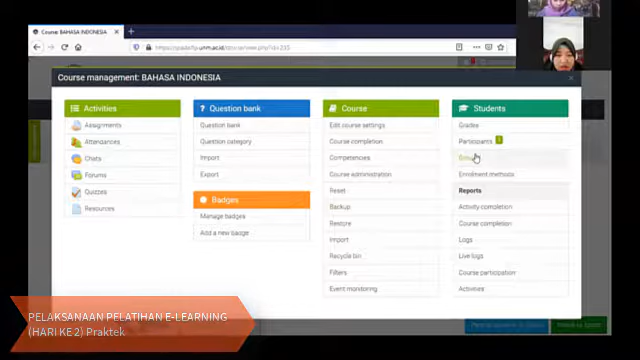 Course: BAHASA INDONESIA
Course management: BAHASA INDONESIA
Activities
Assignments
Attendances
Chats
Forums
Quizzes
Resources
Question bank
Question bank
Question category
Import
Export
Badges
Manage badges
Add a new badge
Course
Edit course settings
Course completion
Competencies
Course administration
Reset
Backup
Restore
Import
Recycle bin
Filters
Event monitoring
Students
Grades
Participants
Enrolment methods
Reports
Activity completion
Course completion
Logs
Live logs
Course participation
Activities
PELAKSANAAN PELATIHAN E-LEARNING
(HARI KE 2) Praktek